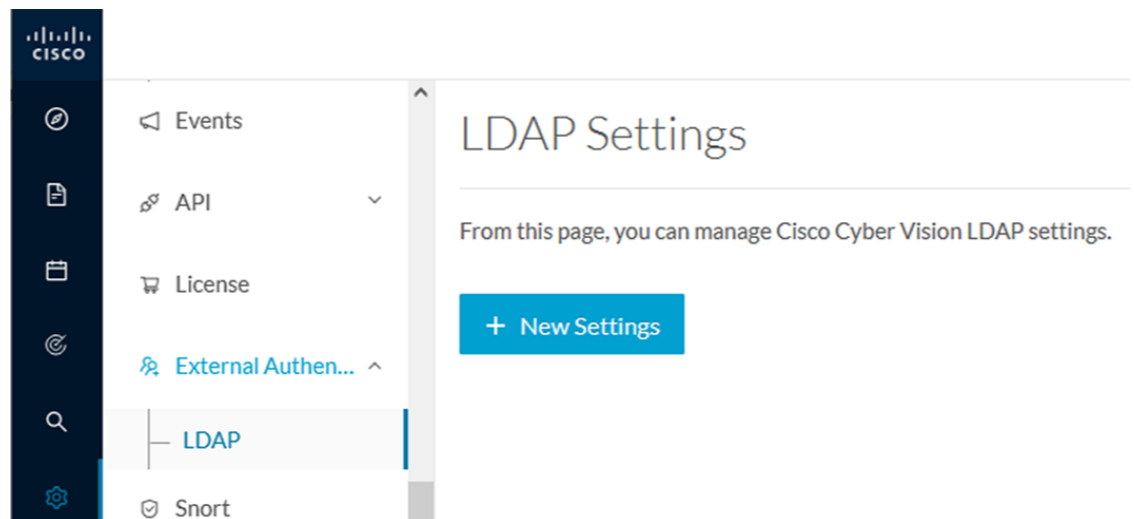 CISCO
Events
API
License
External Authen...
LDAP
Snort
LDAP Settings
From this page, you can manage Cisco Cyber Vision LDAP settings.
+ New Settings